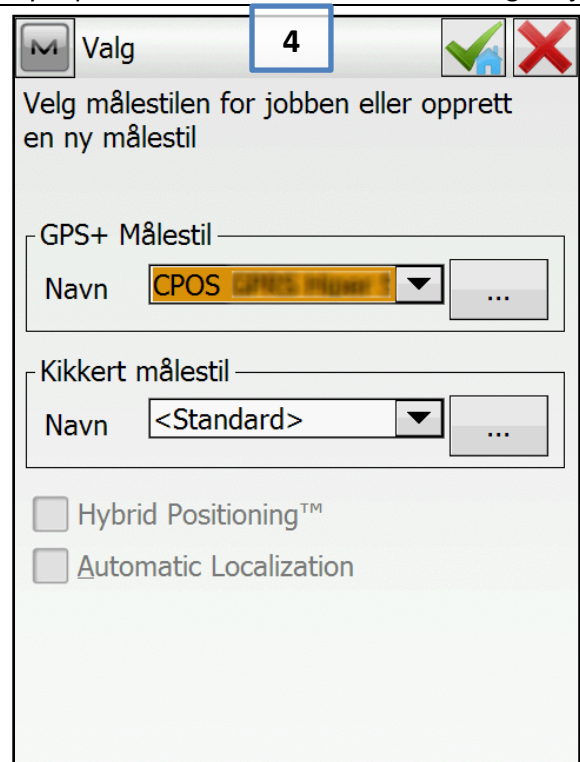 Valg
4
Velg målestilen for jobben eller opprett
en ny målestil
GPS+ Målestil
Navn CPOS
...
Kikkert målestil
Navn <Standard>
...
Hybrid Positioning™
Automatic Localization